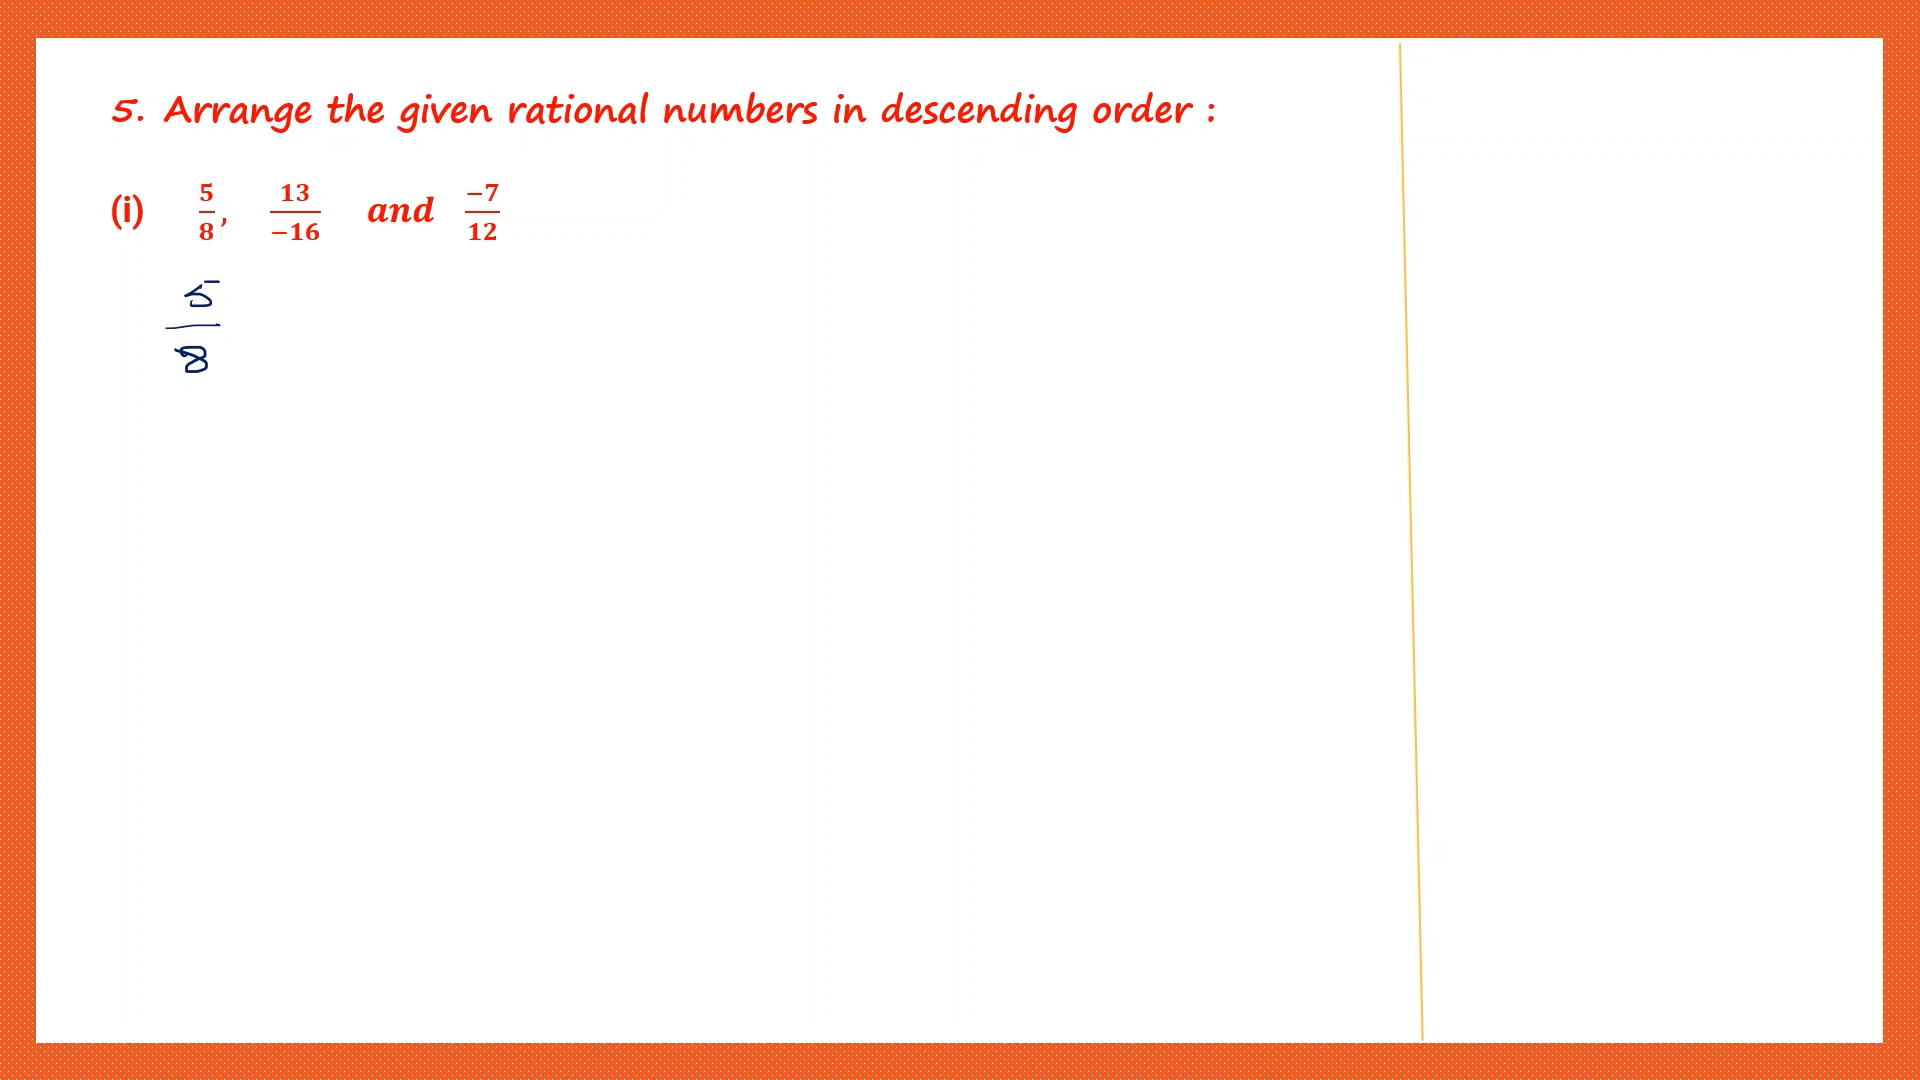 5. Arrange the given rational numbers in descending order :
(i) 5/8, 13/−16 and −7/12
5/8